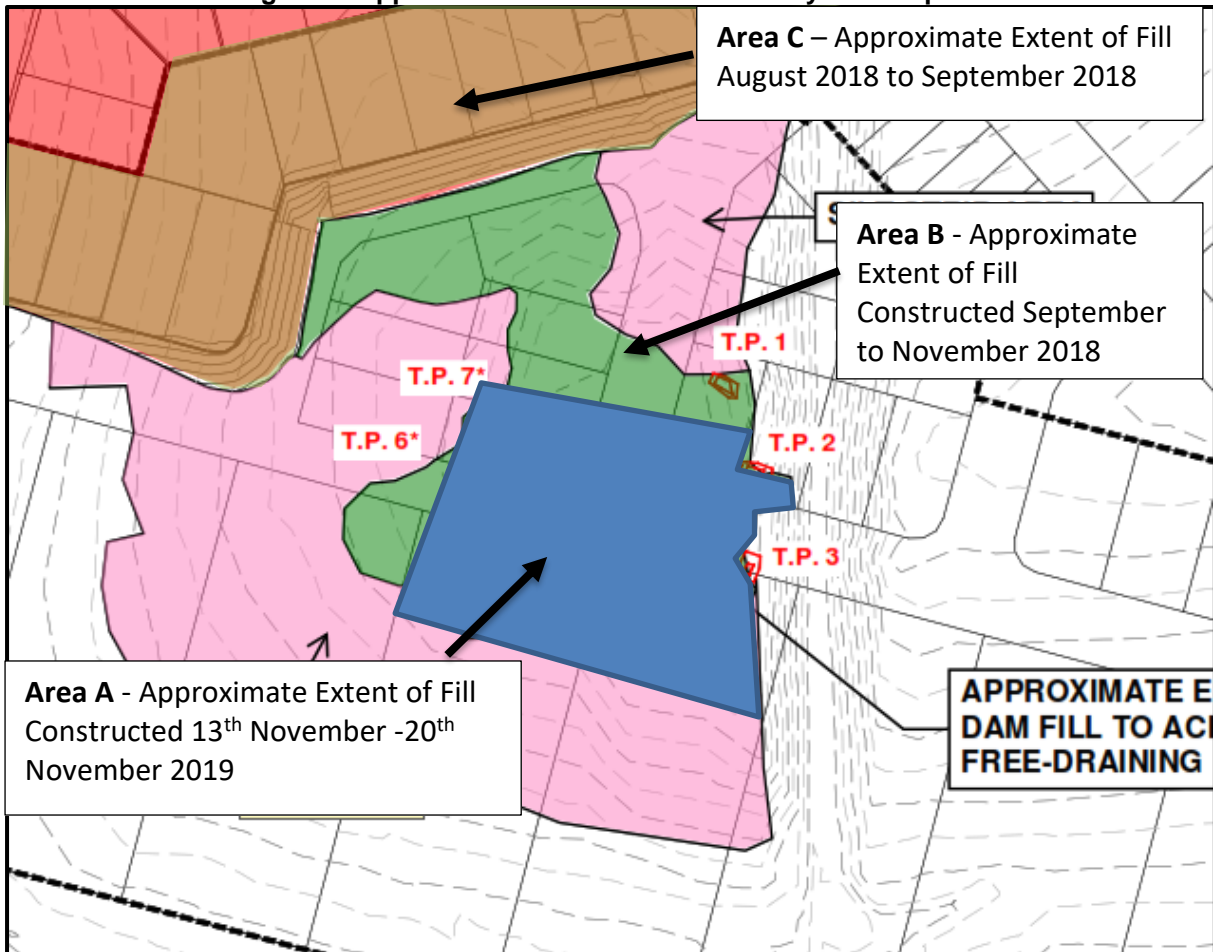 Area C – Approximate Extent of Fill
August 2018 to September 2018
Area B - Approximate
Extent of Fill
Constructed September
to November 2018
T.P. 1
T.P. 7*
T.P. 6*
T.P. 2
T.P. 3
Area A - Approximate Extent of Fill
Constructed 13th November -20th
November 2019
APPROXIMATE E
DAM FILL TO ACI
FREE-DRAINING